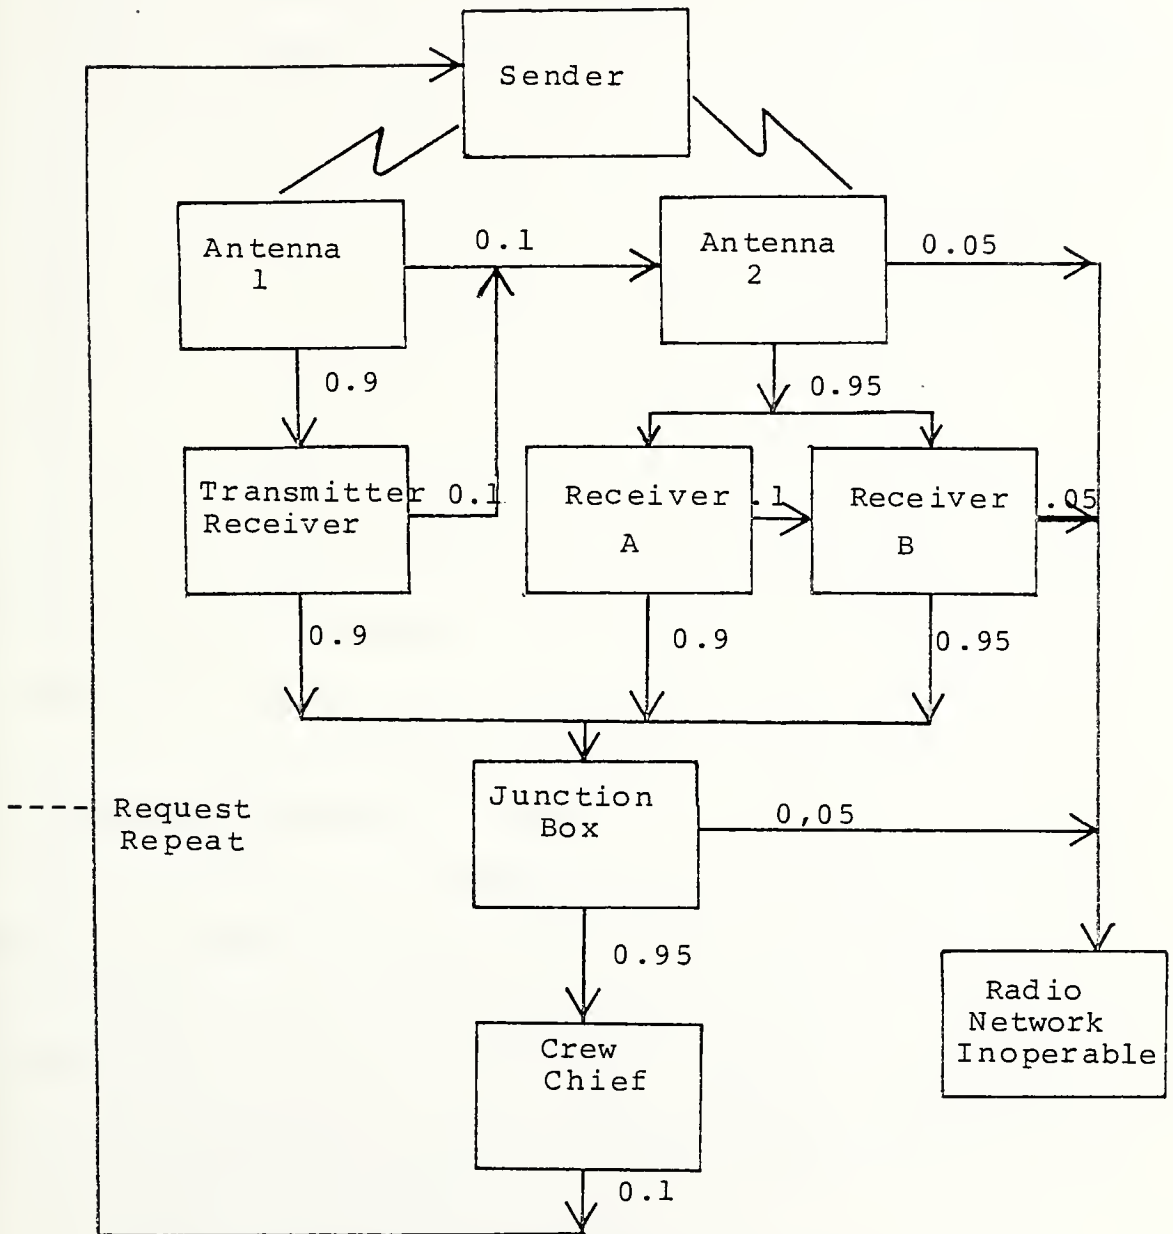 Sender
Antenna
1
0.1
Antenna
2
0.05
0.9
0.95
Transmitter
Receiver
0.1
Receiver
A
.1
Receiver
B
.05
0.9
0.9
0.95
Junction
Box
0,05
----
Request
Repeat
0.95
Radio
Network
Inoperable
Crew
Chief
0.1